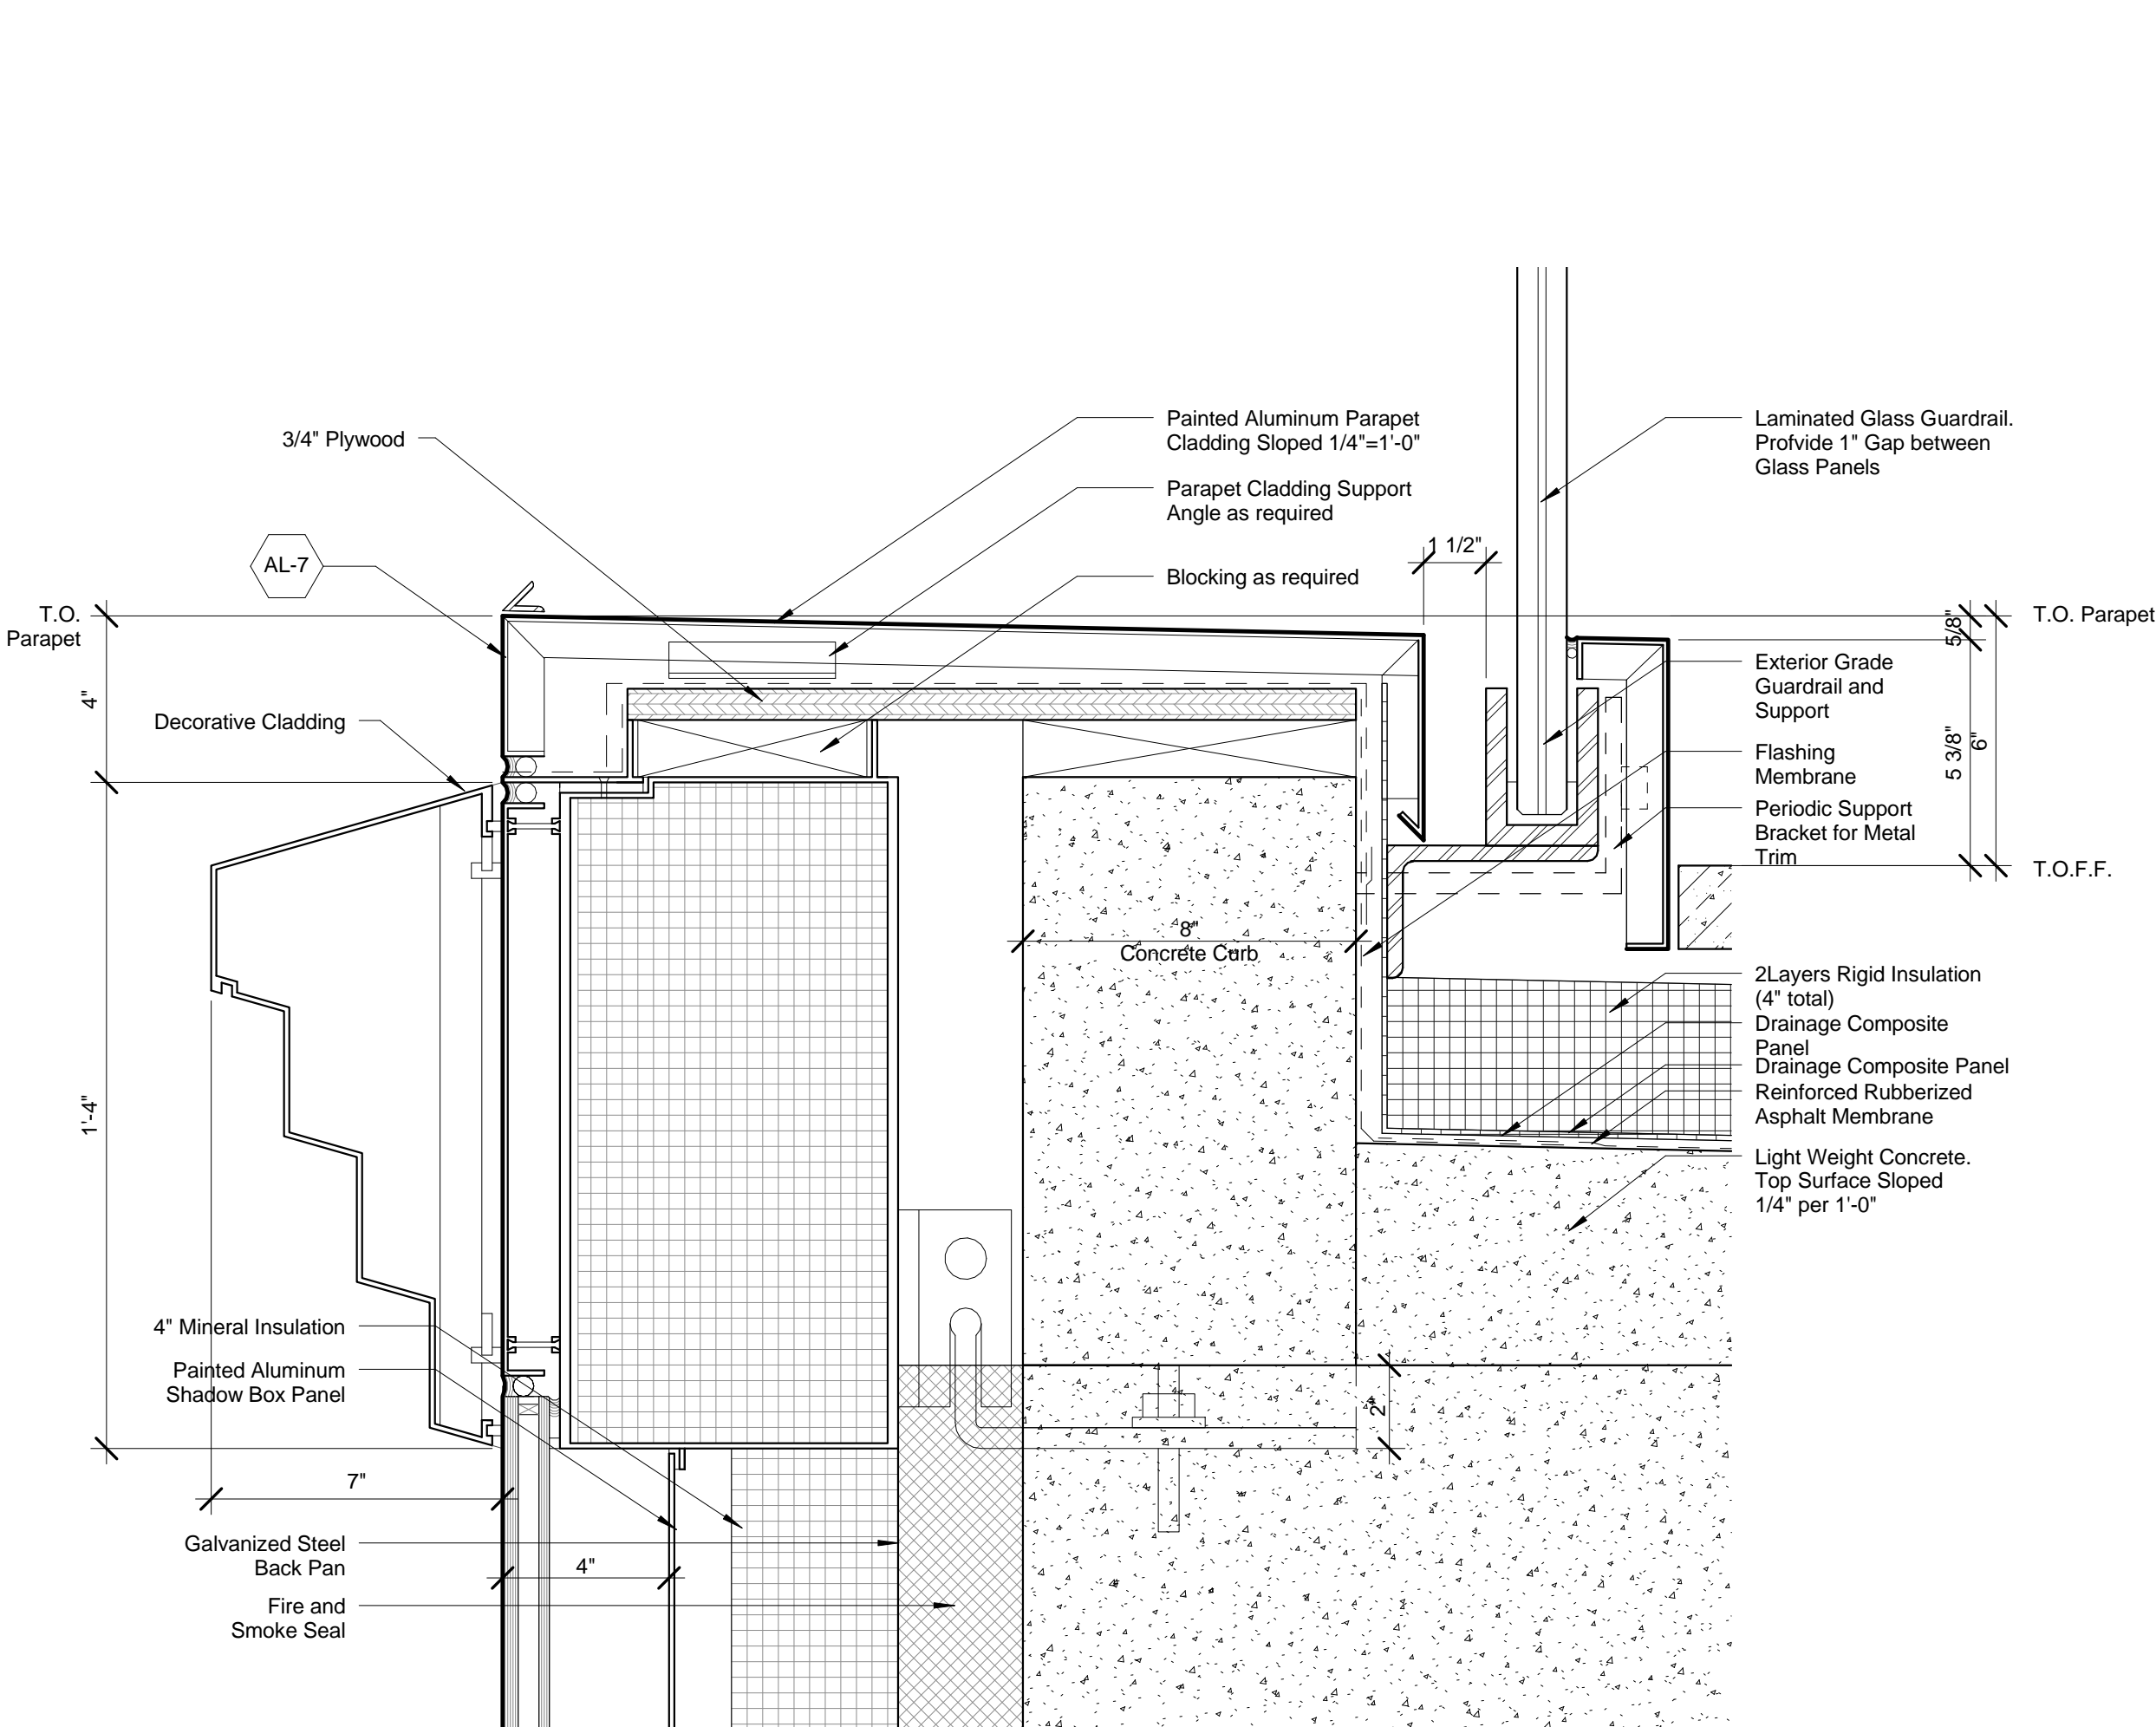 3/4" Plywood
Painted Aluminum Parapet
Cladding Sloped 1/4"=1'-0"
Laminated Glass Guardrail.
Profvide 1" Gap between
Glass Panels
Parapet Cladding Support
Angle as required
AL-7
Blocking as required
1 1/2"
T.O.
Parapet
5/8"
T.O. Parapet
4"
Decorative Cladding
Exterior Grade
Guardrail and
Support
Flashing
Membrane
5 3/8"
6"
Periodic Support
Bracket for Metal
Trim
T.O.F.F.
8"
Concrete Curb
2Layers Rigid Insulation
(4" total)
Drainage Composite
Panel
Drainage Composite Panel
Reinforced Rubberized
Asphalt Membrane
1'-4"
Light Weight Concrete.
Top Surface Sloped
1/4" per 1'-0"
4" Mineral Insulation
Painted Aluminum
Shadow Box Panel
2"
7"
Galvanized Steel
Back Pan
4"
Fire and
Smoke Seal